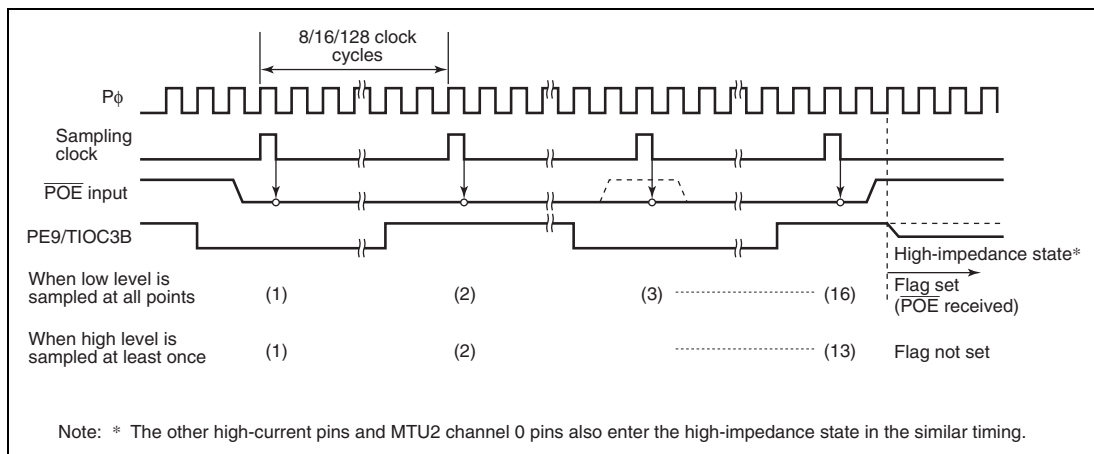 8/16/128 clock
cycles
Pϕ
Sampling
clock
POE input
PE9/TIOC3B
High-impedance state*
When low level is
sampled at all points
(1)
(2)
(3)
(16)
Flag set
(POE received)
When high level is
sampled at least once
(1)
(2)
(13)
Flag not set
Note: * The other high-current pins and MTU2 channel 0 pins also enter the high-impedance state in the similar timing.